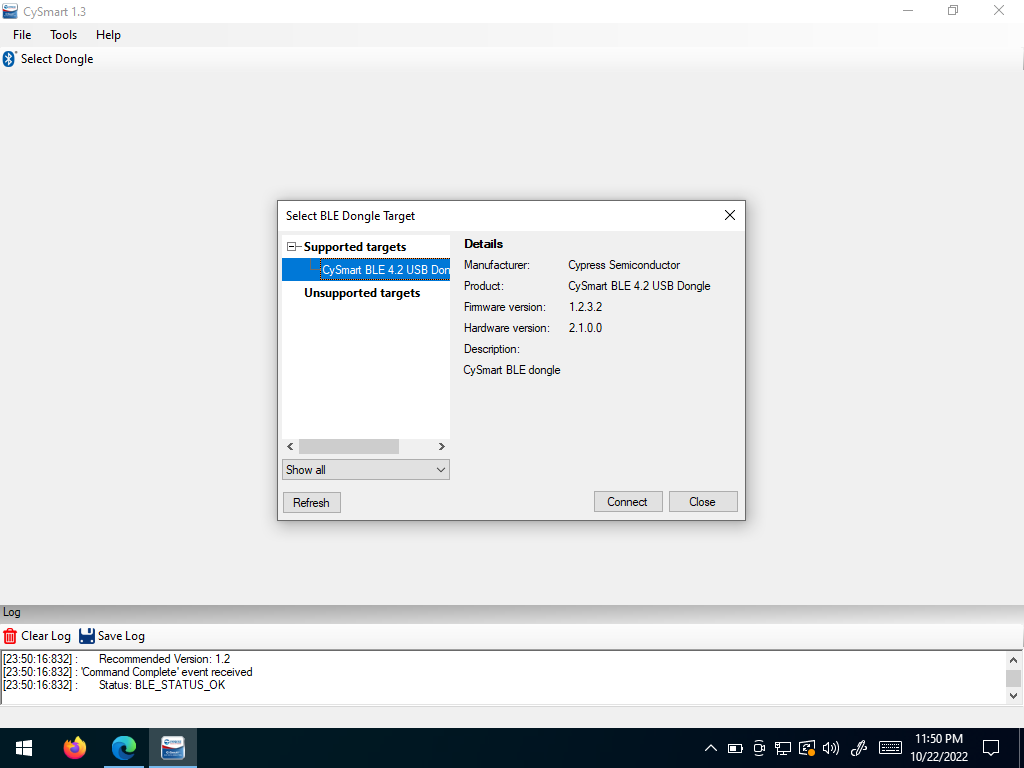 CySmart 1.3
File Tools Help
Select Dongle
Select BLE Dongle Target
Supported targets
CySmart BLE 4.2 USB Don
Unsupported targets
Details
Manufacturer: Cypress Semiconductor
Product: CySmart BLE 4.2 USB Dongle
Firmware version: 1.2.3.2
Hardware version: 2.1.0.0
Description:
CySmart BLE dongle
Show all
Refresh
Connect
Close
Log
Clear Log Save Log
[23:50:16:832] : Recommended Version: 1.2
[23:50:16:832] : 'Command Complete' event received
[23:50:16:832] : Status: BLE_STATUS_OK
11:50 PM
10/22/2022